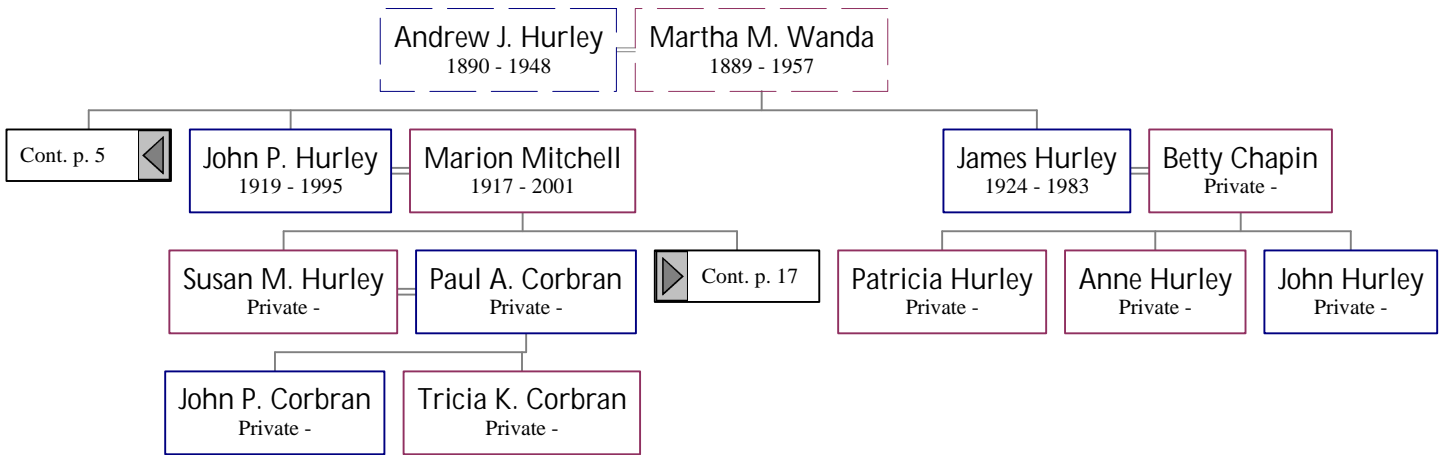 Andrew J. Hurley
1890 - 1948
Martha M. Wanda
1889 - 1957
Cont. p. 5
John P. Hurley
1919 - 1995
Marion Mitchell
1917 - 2001
James Hurley
1924 - 1983
Betty Chapin
Private -
Susan M. Hurley
Private -
Paul A. Corbran
Private -
Cont. p. 17
Patricia Hurley
Private -
Anne Hurley
Private -
John Hurley
Private -
John P. Corbran
Private -
Tricia K. Corbran
Private -